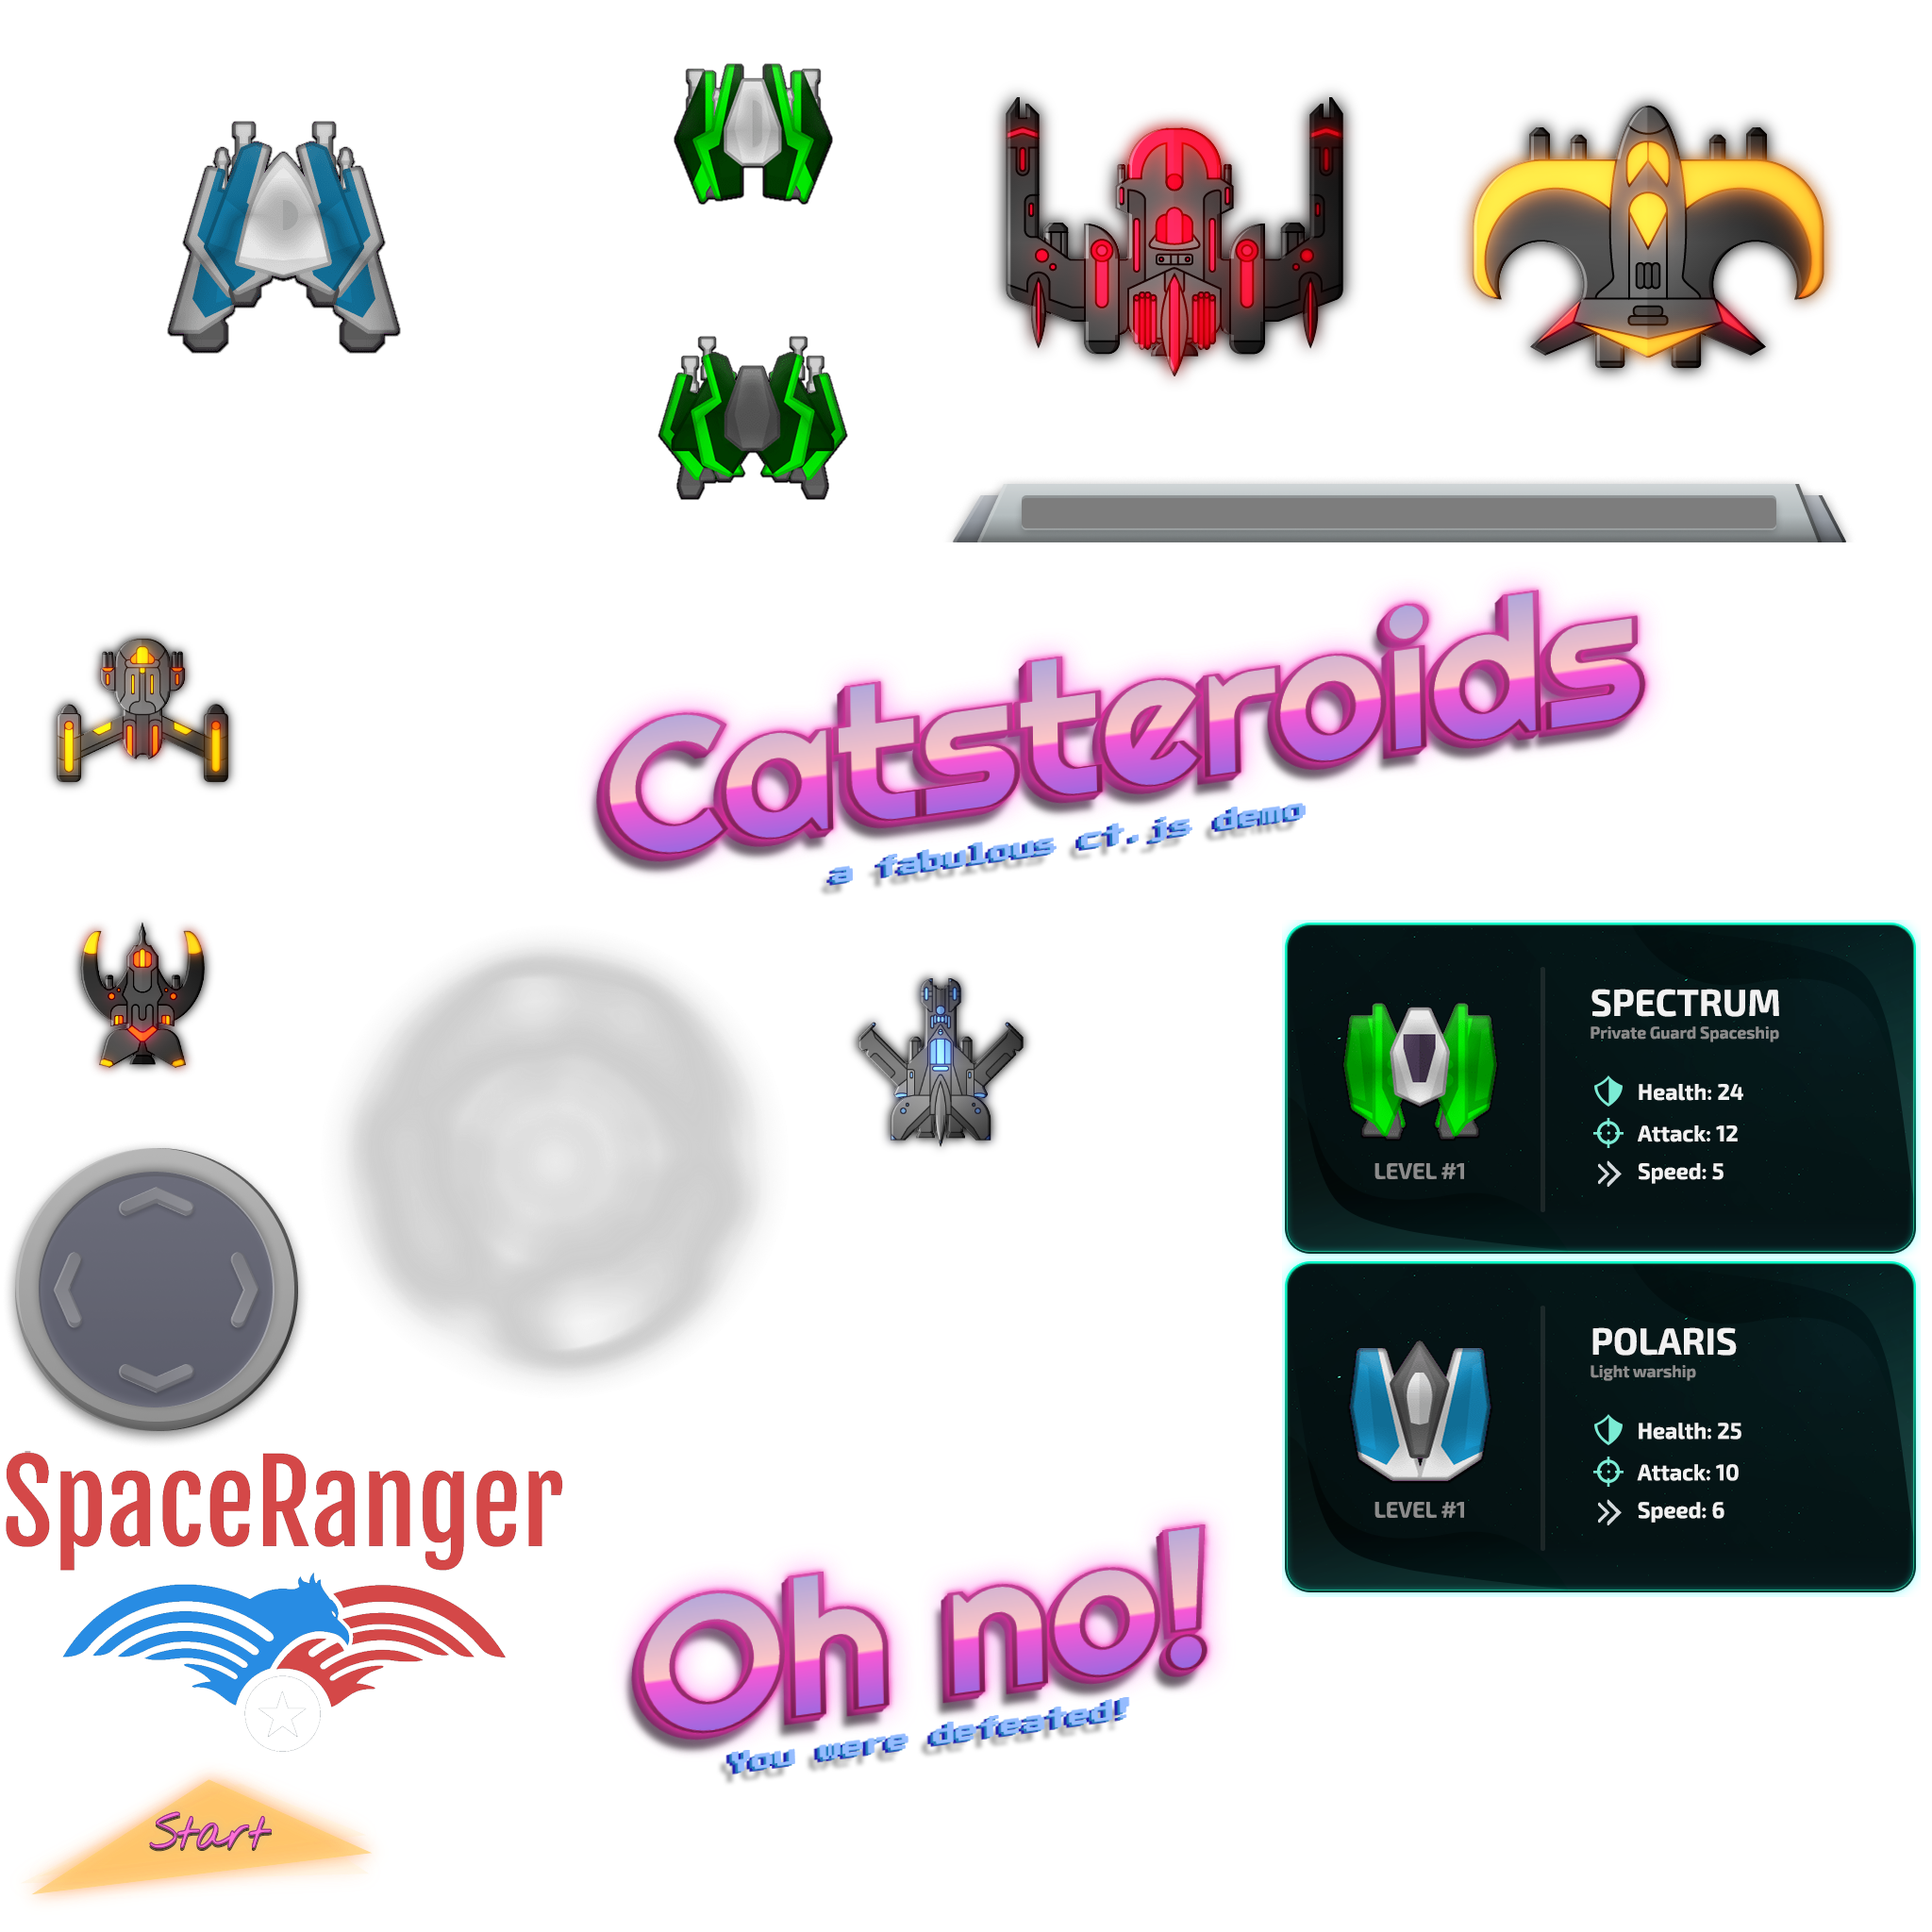 Catsteroids
a fabulous ct.js demo
SPECTRUM
Private Guard Spaceship
Health: 24
Attack: 12
Speed: 5
LEVEL #1
POLARIS
Light warship
Health: 25
Attack: 10
Speed: 6
LEVEL #1
SpaceRanger
Oh no!
You were defeated!
Start